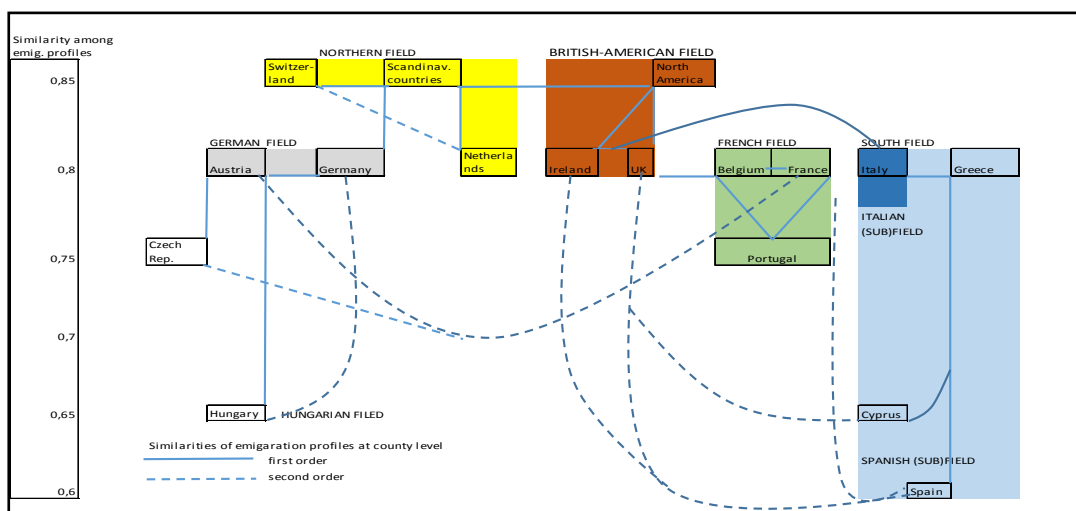 Similarity among
emig. profiles
NORTHERN FIELD
BRITISH-AMERICAN FIELD
Switzer-
land
Scandinav.
countries
North
America
0,85
GERMAN FIELD
FRENCH FIELD
SOUTH FIELD
Austria
Germany
Netherla
nds
Ireland
UK
Belgium
France
Italy
Greece
0,8
ITALIAN
(SUB)FIELD
Czech
Rep.
Portugal
0,75
0,7
Hungary
HUNGARIAN FILED
Cyprus
0,65
Similarities of emigaration profiles at county level
first order
second order
SPANISH (SUB)FIELD
Spain
0,6